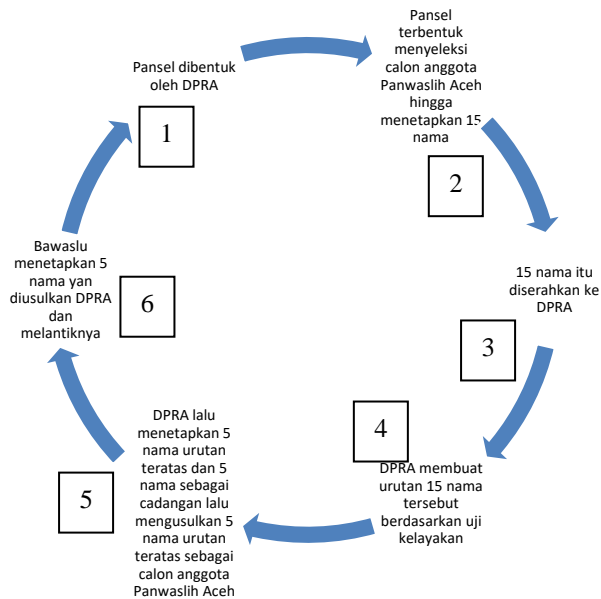 Pansel dibentuk
oleh DPRA
1
Pansel
terbentuk
menyeleksi
calon anggota
Panwaslih Aceh
hingga
menetapkan 15
nama
2
15 nama itu
diserahkan ke
DPRA
3
4
DPRA membuat
urutan 15 nama
tersebut
berdasarkan uji
kelayakan
DPRA lalu
menetapkan 5
nama urutan
teratas dan 5
nama sebagai
cadangan lalu
mengusulkan 5
nama urutan
teratas sebagai
calon anggota
Panwaslih Aceh
5
Bawaslu
menetapkan 5
nama yan
diusulkan DPRA
dan
melantiknya
6